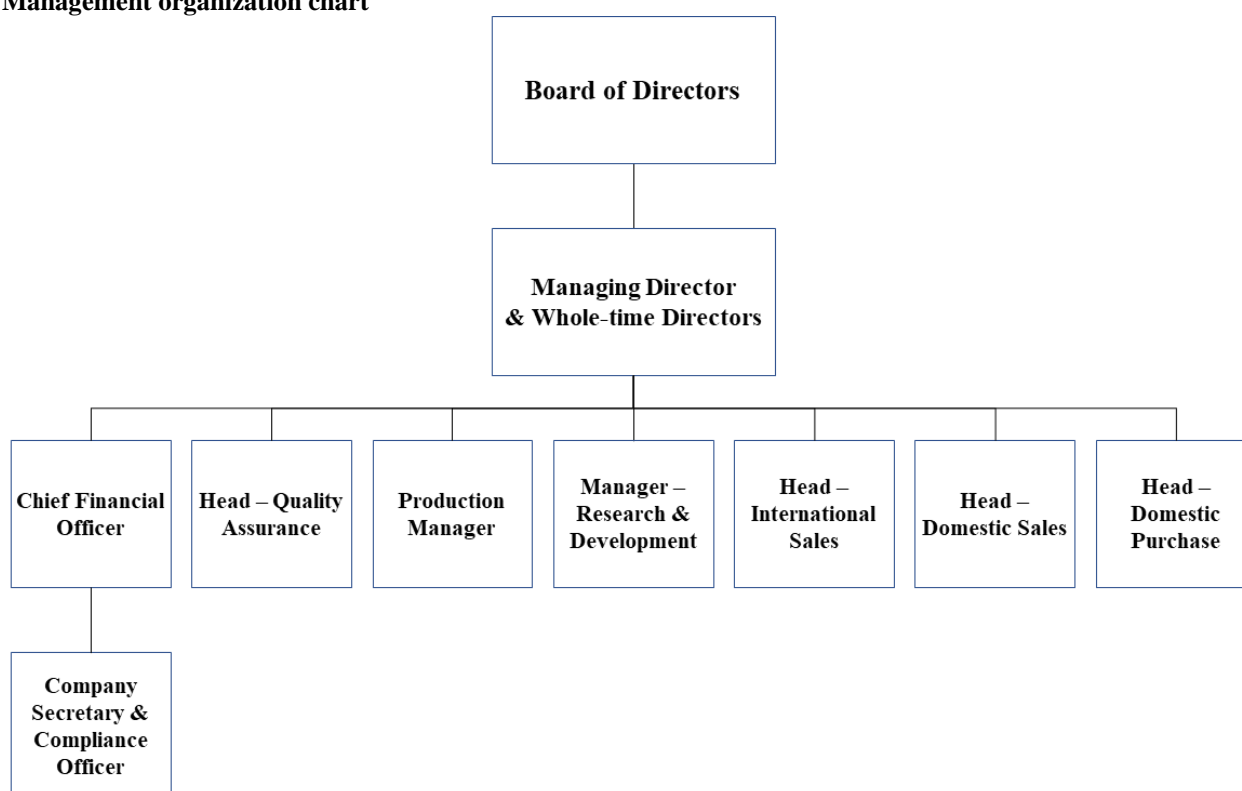 Management organization chart
Board of Directors
Managing Director
& Whole-time Directors
Chief Financial
Officer
Head – Quality
Assurance
Production
Manager
Manager –
Research &
Development
Head –
International
Sales
Head –
Domestic Sales
Head –
Domestic
Purchase
Company
Secretary &
Compliance
Officer